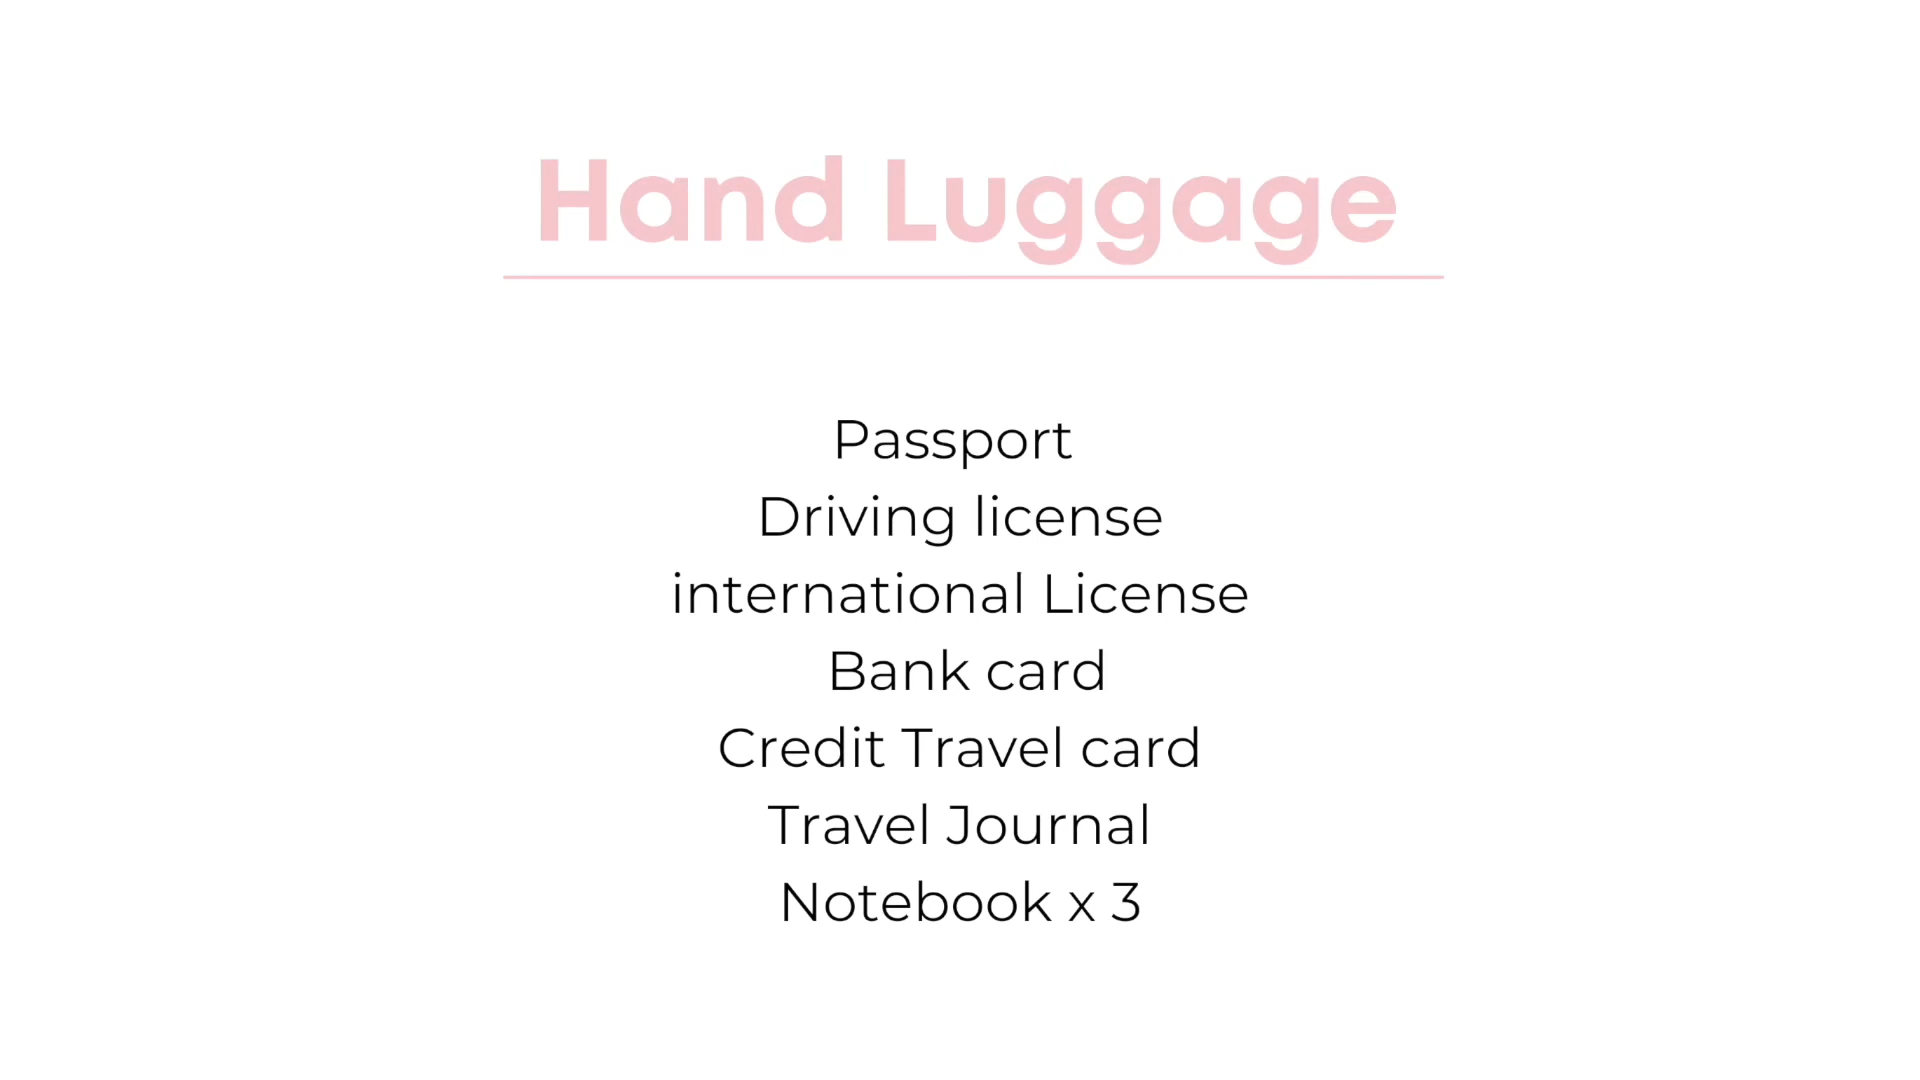 Hand Luggage
Passport
Driving license
international License
Bank card
Credit Travel card
Travel Journal
Notebook x 3